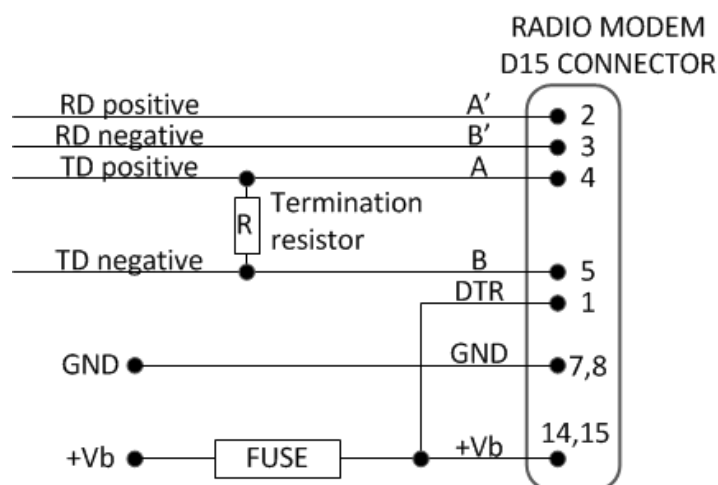 RADIO MODEM
D15 CONNECTOR
RD positive A’ 2
RD negative B’ 3
TD positive A 4
R Termination
resistor
TD negative B 5
DTR 1
GND GND 7,8
14,15
+Vb FUSE +Vb